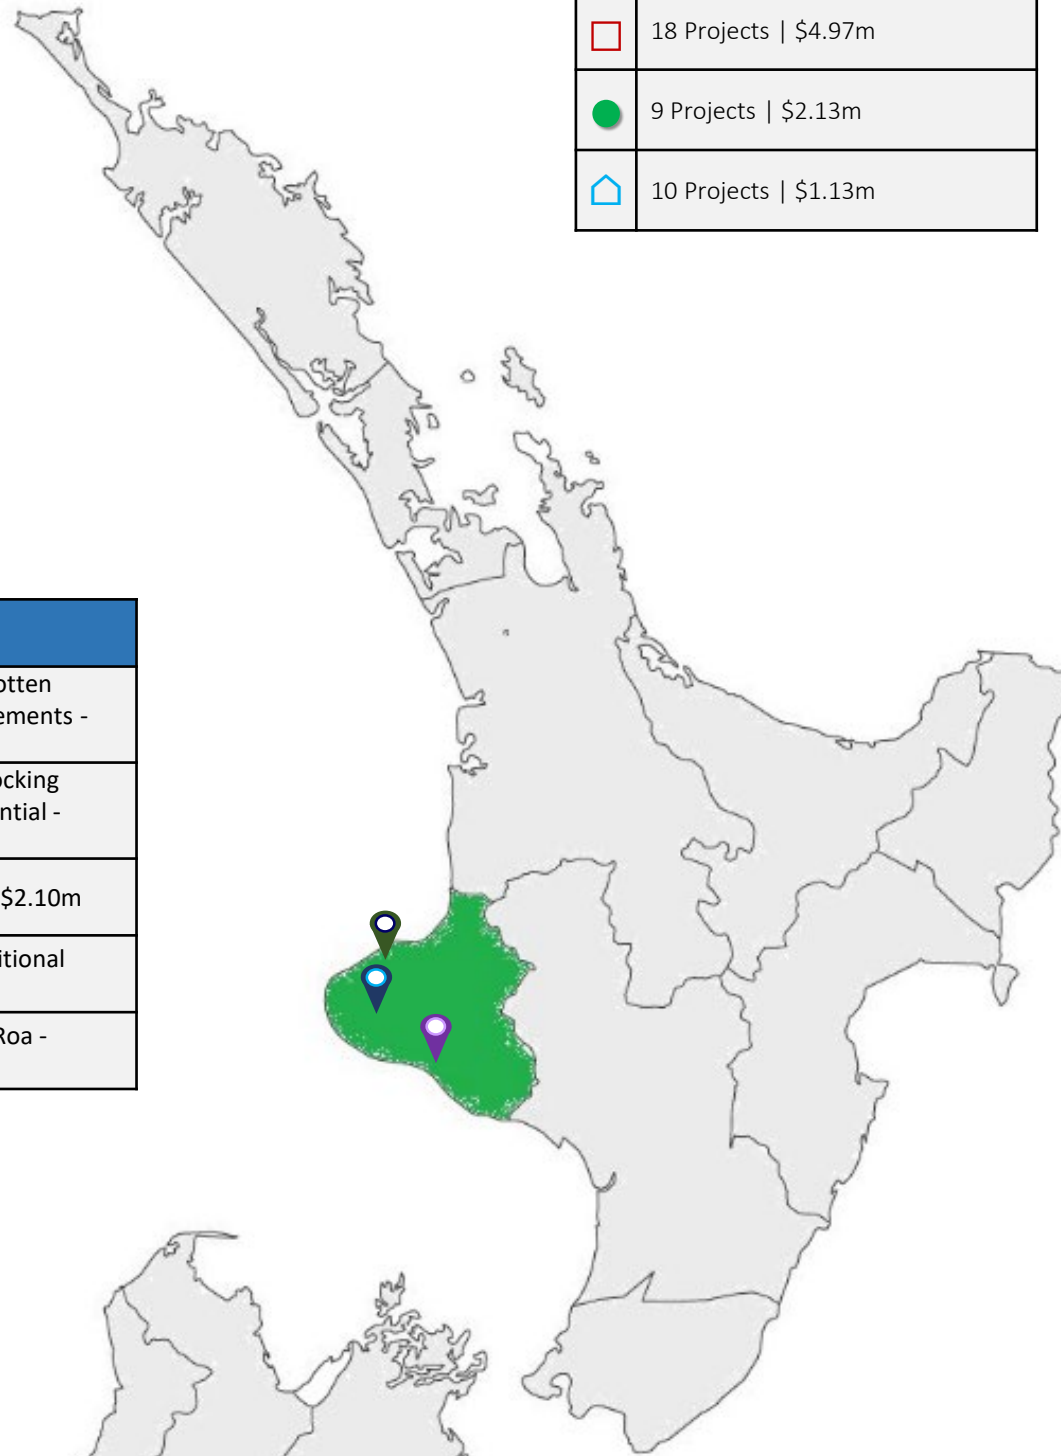 18 Projects | $4.97m
9 Projects | $2.13m
10 Projects | $1.13m
otten
ements -
ocking
ntial -
$2.10m
itional
Roa -